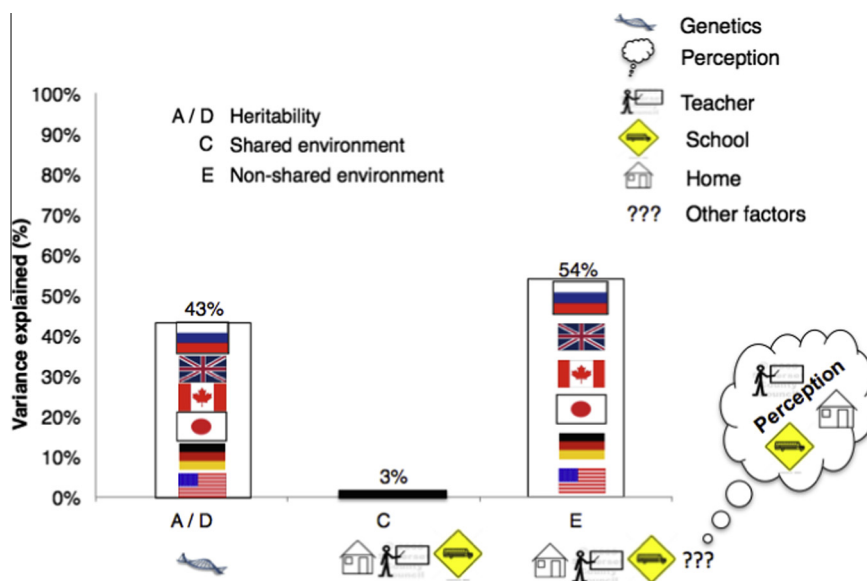 Genetics
Perception
Teacher
School
Home
??? Other factors
A / D Heritability
C Shared environment
E Non-shared environment
Variance explained (%)
100%
90%
80%
70%
60%
50%
40%
30%
20%
10%
0%
43%
3%
54%
A / D
C
E
???
Perception